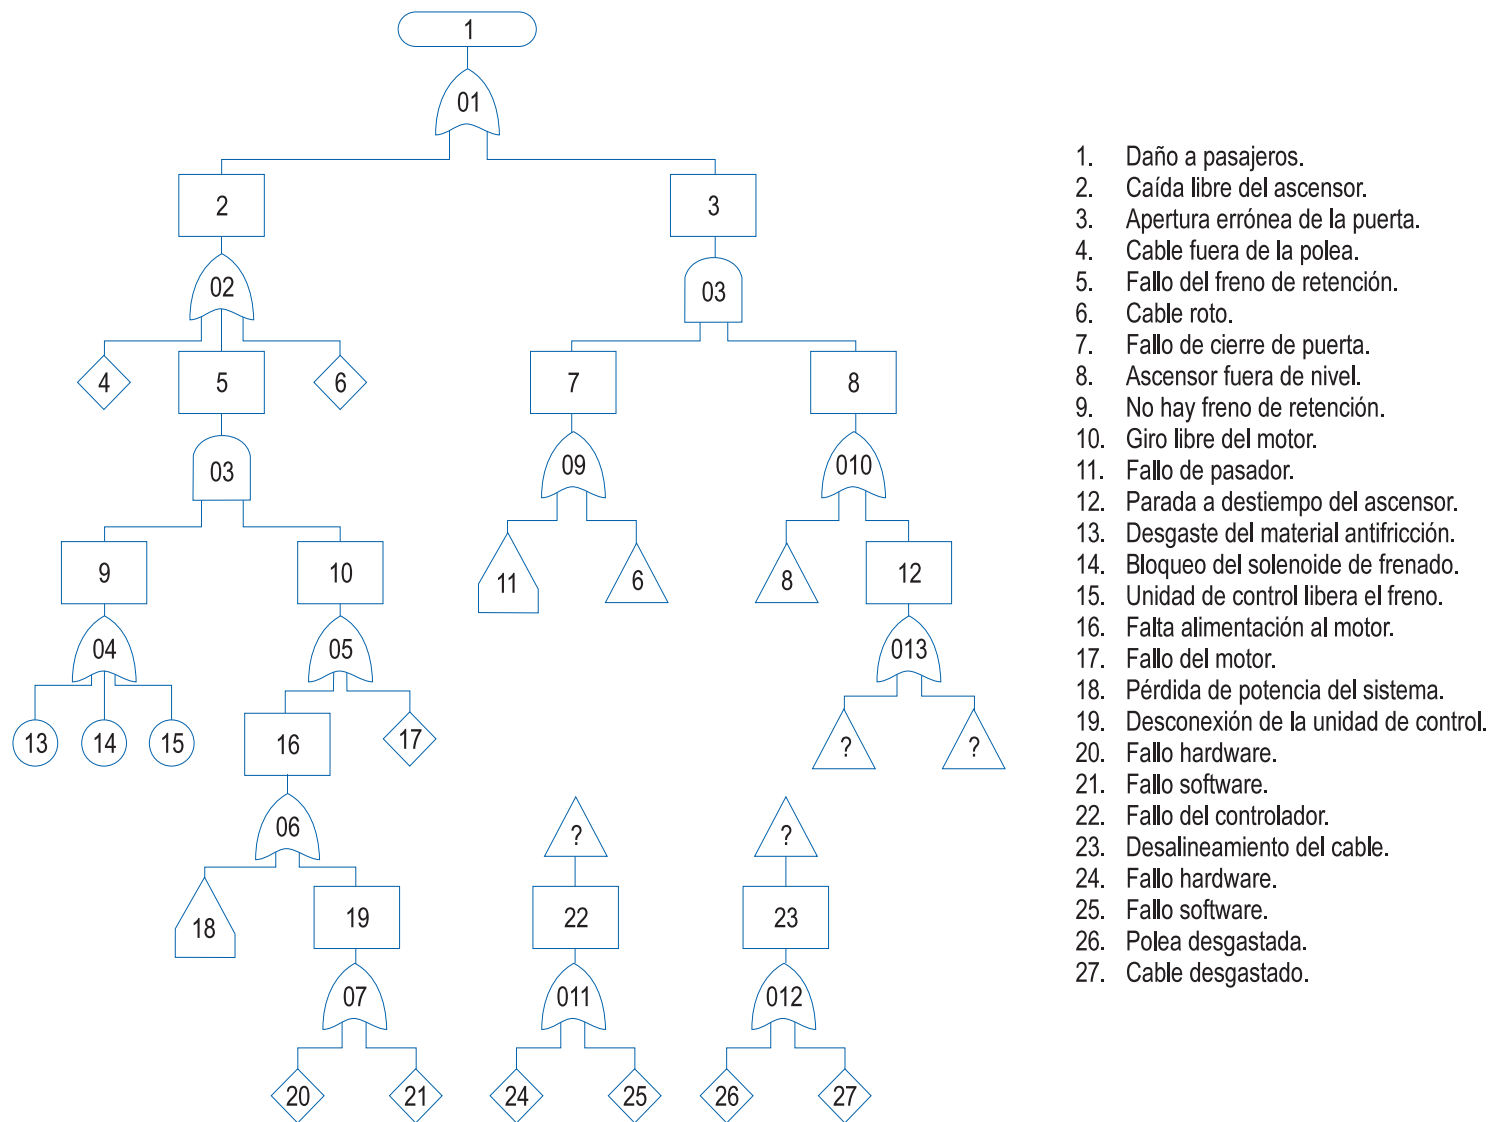 1
01
2
3
02
03
4
5
6
7
8
03
09
010
9
10
11
6
8
12
04
05
013
13
14
15
16
17
?
?
06
?
?
18
19
22
23
07
011
012
20
21
24
25
26
27
1. Daño a pasajeros.
2. Caída libre del ascensor.
3. Apertura errónea de la puerta.
4. Cable fuera de la polea.
5. Fallo del freno de retención.
6. Cable roto.
7. Fallo de cierre de puerta.
8. Ascensor fuera de nivel.
9. No hay freno de retención.
10. Giro libre del motor.
11. Fallo de pasador.
12. Parada a destiempo del ascensor.
13. Desgaste del material antifricción.
14. Bloqueo del solenoide de frenado.
15. Unidad de control libera el freno.
16. Falta alimentación al motor.
17. Fallo del motor.
18. Pérdida de potencia del sistema.
19. Desconexión de la unidad de control.
20. Fallo hardware.
21. Fallo software.
22. Fallo del controlador.
23. Desalineamiento del cable.
24. Fallo hardware.
25. Fallo software.
26. Polea desgastada.
27. Cable desgastado.